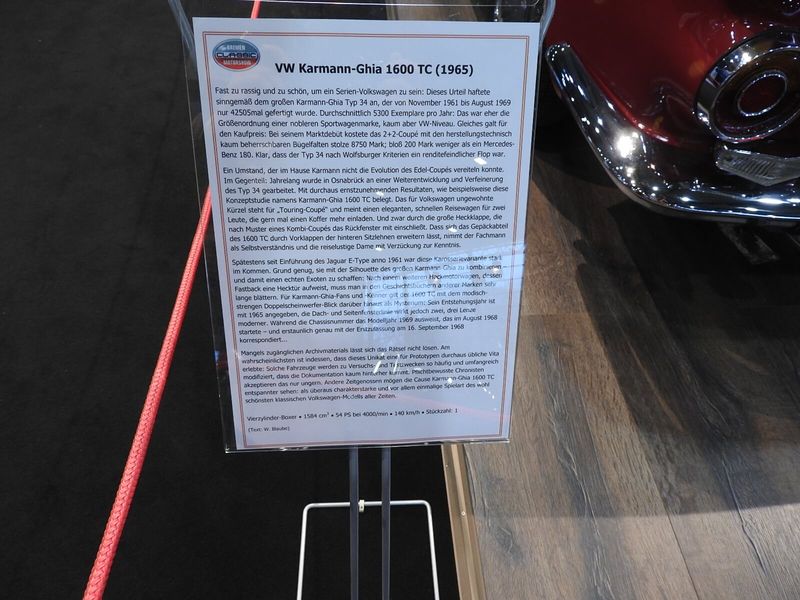 BREMEN
CLASSIC
MOTORSHOW
VW Karmann-Ghia 1600 TC (1965)
Fast zu rassig und zu schön, um ein Serien-Volkswagen zu sein: Dieses Urteil haftete
sinngemäß dem großen Karmann-Ghia Typ 34 an, der von November 1961 bis August 1969
nur 42505mal gefertigt wurde. Durchschnittlich 5300 Exemplare pro Jahr: Das war eher die
Größenordnung einer nobleren Sportwagenmarke, kaum aber VW-Niveau. Gleiches galt für
den Kaufpreis: Bei seinem Marktdebüt kostete das 2+2-Coupé mit den herstellungstechnisch
kaum beherrschbaren Bügelfalten stolze 8750 Mark; bloß 200 Mark weniger als ein Mercedes-
Benz 180. Klar, dass der Typ 34 nach Wolfsburger Kriterien ein renditefeindlicher Flop war.
Ein Umstand, der im Hause Karmann nicht die Evolution des Edel-Coupés vereiteln konnte.
Im Gegenteil: Jahrelang wurde in Osnabrück an einer Weiterentwicklung und Verfeinerung
des Typ 34 gearbeitet. Mit durchaus ernstzunehmenden Resultaten, wie beispielsweise diese
Konzeptstudie namens Karmann-Ghia 1600 TC belegt. Das für Volkswagen ungewohnte
Kürzel steht für „Touring-Coupé" und meint einen eleganten, schnellen Reisewagen für zwei
Leute, die gern mal einen Koffer mehr einladen. Und zwar durch die große Heckklappe, die
nach Muster eines Kombi-Coupés das Rückfenster mit einschließt. Dass sich das Gepäckabteil
des 1600 TC durch Vorklappen der hinteren Sitzlehnen erweitern lässt, nimmt der Fachmann
als Selbstverständnis und die reiselustige Dame mit Verzückung zur Kenntnis.
Spätestens seit Einführung des Jaguar E-Type anno 1961 war diese Karosserievariante stark
im Kommen. Grund genug, sie mit der Silhouette des großen Karmann-Ghia zu kombinieren –
und damit einen echten Exoten zu schaffen: Nach einem weiteren Heckmotorwagen, dessen
Fastback eine Hecktür aufweist, muss man in den Geschichtsbüchern anderer Marken sehr
lange blättern. Für Karmann-Ghia-Fans und -Kenner gilt der 1600 TC mit dem modisch-
strengen Doppelscheinwerfer-Blick darüber hinaus als Mysterium: Sein Entstehungsjahr ist
mit 1965 angegeben, die Dach- und Seitenfensterlinie wirkt jedoch zwei, drei Lenze
moderner. Während die Chassisnummer das Modelljahr 1969 ausweist, das im August 1968
startete – und erstaunlich genau mit der Erstzulassung am 16. September 1968
korrespondiert...
Mangels zugänglichen Archivmaterials lässt sich das Rätsel nicht lösen. Am
wahrscheinlichsten ist indessen, dass dieses Unikat eine für Prototypen durchaus übliche Vita
erlebte: Solche Fahrzeuge werden zu Versuchs- und Testzwecken so häufig und umfangreich
modifiziert, dass die Dokumentation kaum hinterher kommt. Pflichtbewusste Chronisten
akzeptieren das nur ungern. Andere Zeitgenossen mögen die Cause Karmann-Ghia 1600 TC
entspannter sehen: als überaus charakterstarke und vor allem einmalige Spielart des wohl
schönsten klassischen Volkswagen-Modells aller Zeiten.
Vierzylinder-Boxer • 1584 cm³ • 54 PS bei 4000/min • 140 km/h • Stückzahl: 1
(Text: W. Blaube)